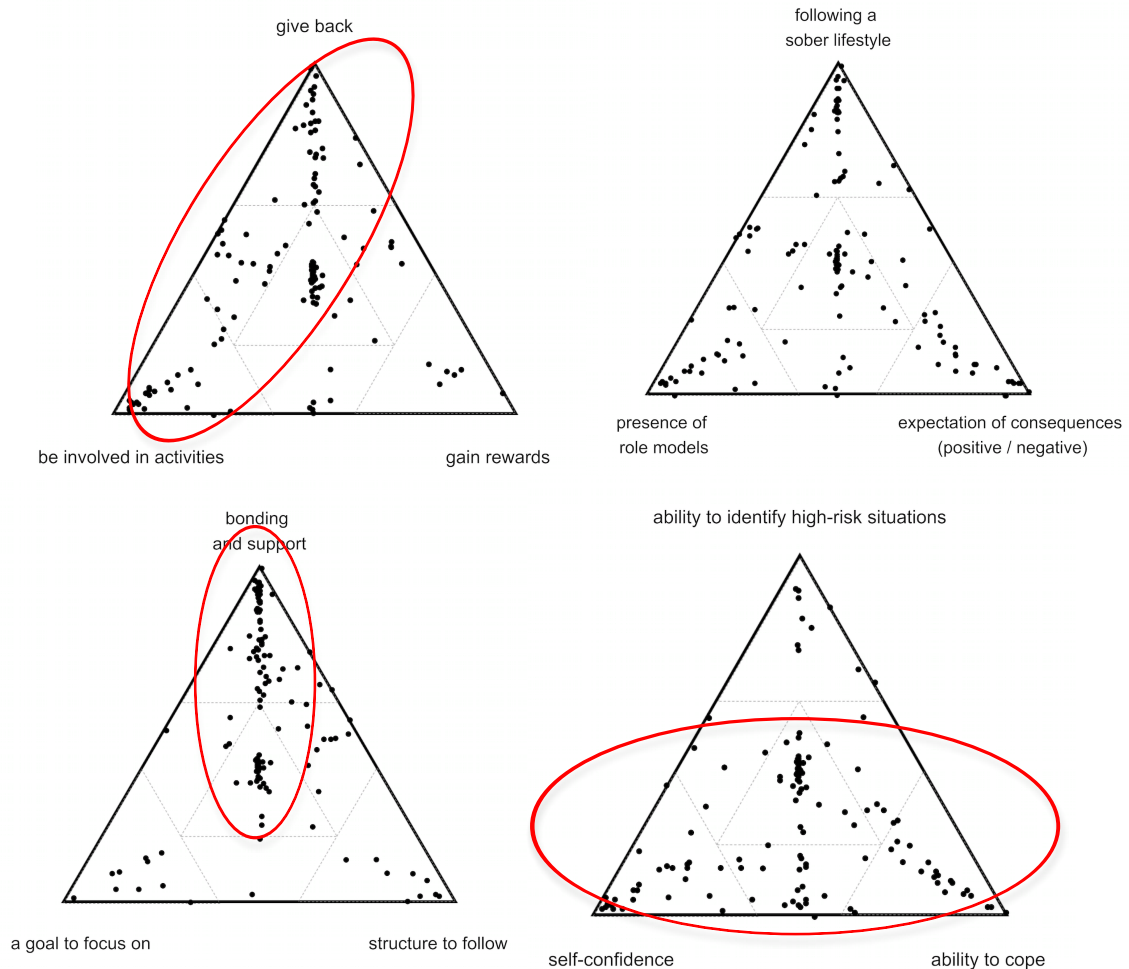 give back
be involved in activities
gain rewards
following a
sober lifestyle
presence of
role models
expectation of consequences
(positive / negative)
bonding
and support
a goal to focus on
structure to follow
ability to identify high-risk situations
self-confidence
ability to cope